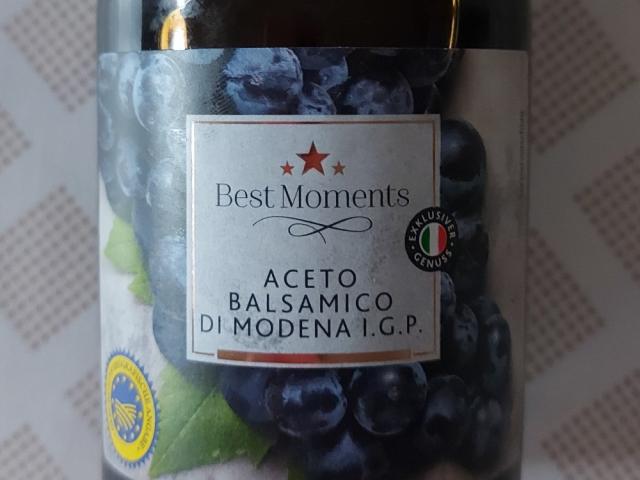 Best Moments
EXKLUSIVER
GENUSS
ACETO
BALSAMICO
DI MODENA I.G.P.